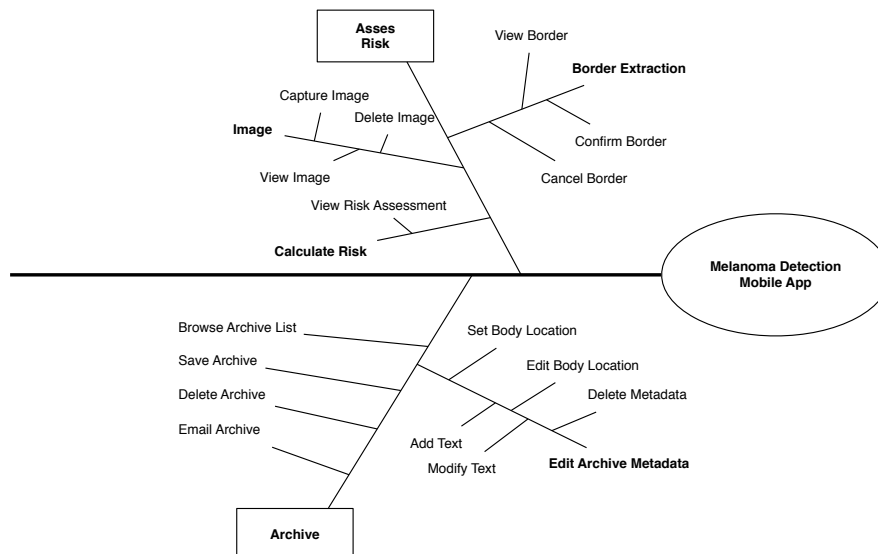 Asses
Risk
View Border
Border Extraction
Capture Image
Delete Image
Image
Confirm Border
View Image
Cancel Border
View Risk Assessment
Calculate Risk
Melanoma Detection
Mobile App
Browse Archive List
Set Body Location
Save Archive
Edit Body Location
Delete Archive
Delete Metadata
Email Archive
Add Text
Modify Text
Edit Archive Metadata
Archive